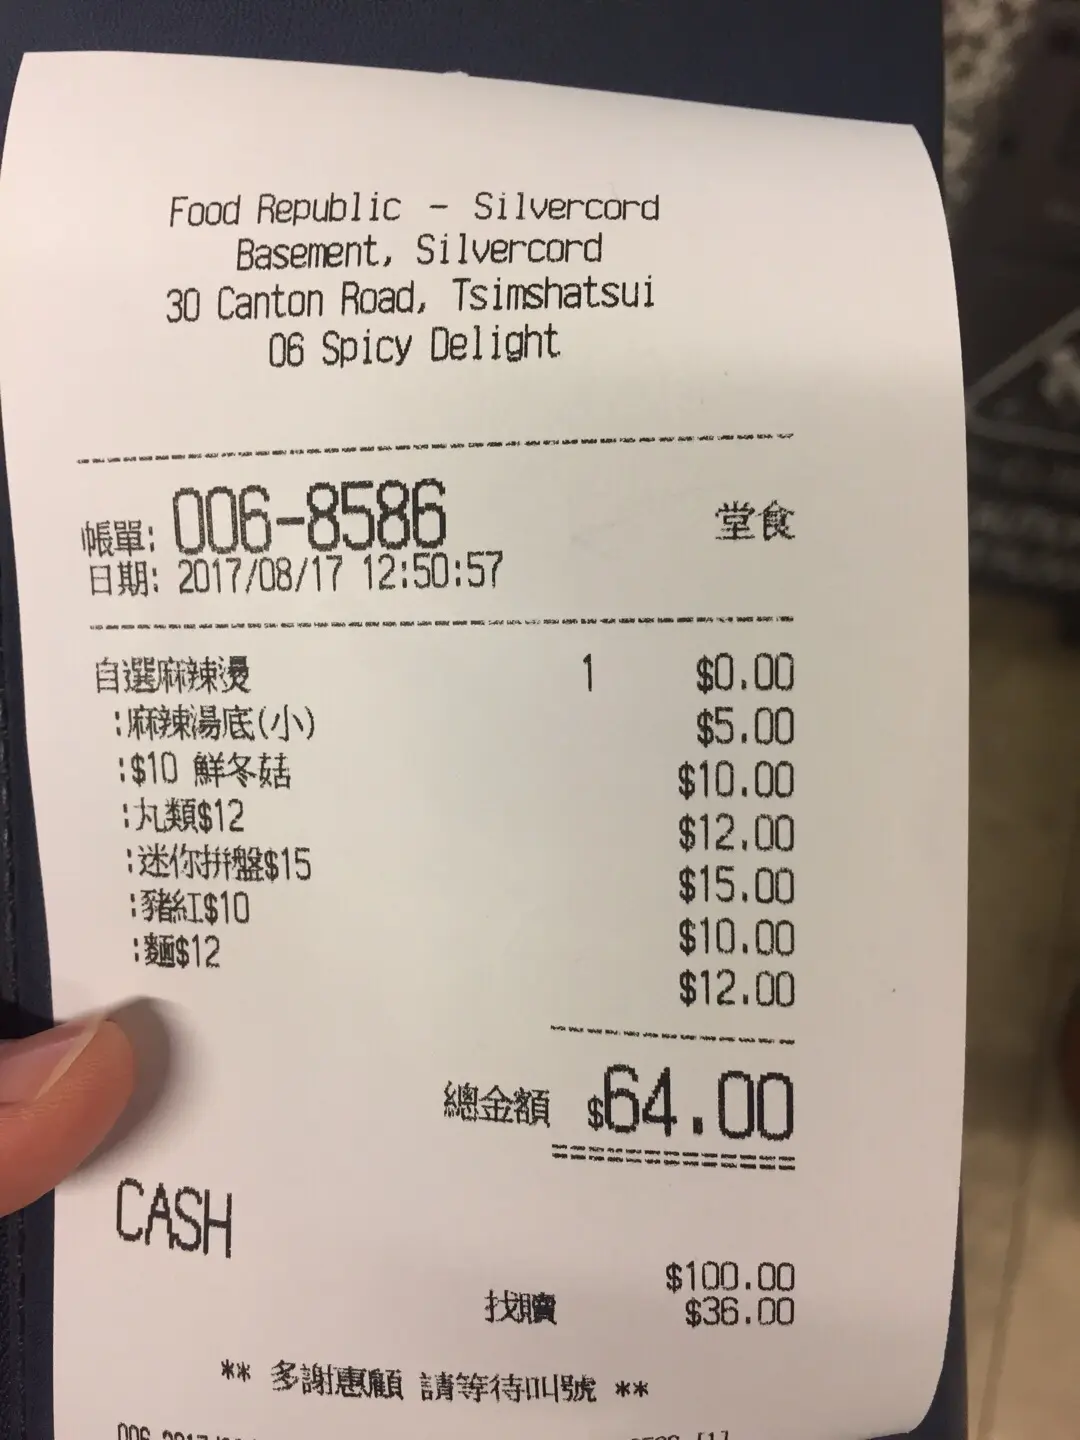 Food Republic - Silvercord
Basement, Silvercord
30 Canton Road, Tsimshatsui
06 Spicy Delight
帳單: 006-8586 堂食
日期: 2017/08/17 12:50:57
自選麻辣燙 1 $0.00
:麻辣湯底(小) $5.00
:$10 鮮冬菇 $10.00
:丸類$12 $12.00
:迷你拼盤$15 $15.00
:豬紅$10 $10.00
:麵$12 $12.00
總金額 $64.00
CASH
$100.00
找贖 $36.00
** 多謝惠顧 請等待叫號 **